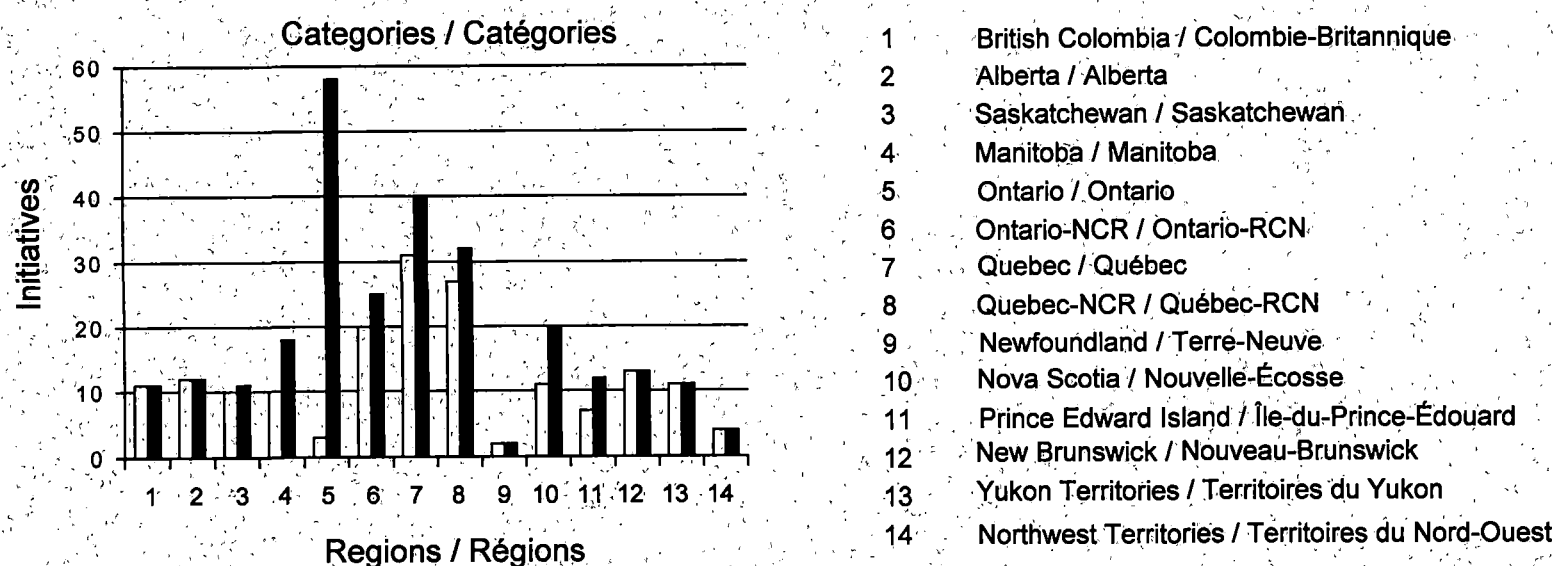 Categories / Catégories
60
50
40
30
20
10
0
Initiatives
1 2 3 4 5 6 7 8 9 10 11 12 13 14
Regions / Régions
1 British Colombia / Colombie-Britannique
2 Alberta / Alberta
3 Saskatchewan / Saskatchewan
4 Manitoba / Manitoba
5 Ontario / Ontario
6 Ontario-NCR / Ontario-RCN
7 Quebec / Québec
8 Quebec-NCR / Québec-RCN
9 Newfoundland / Terre-Neuve
10 Nova Scotia / Nouvelle-Écosse
11 Prince Edward Island / Île-du-Prince-Édouard
12 New Brunswick / Nouveau-Brunswick
13 Yukon Territories / Territoires du Yukon
14 Northwest Territories / Territoires du Nord-Ouest